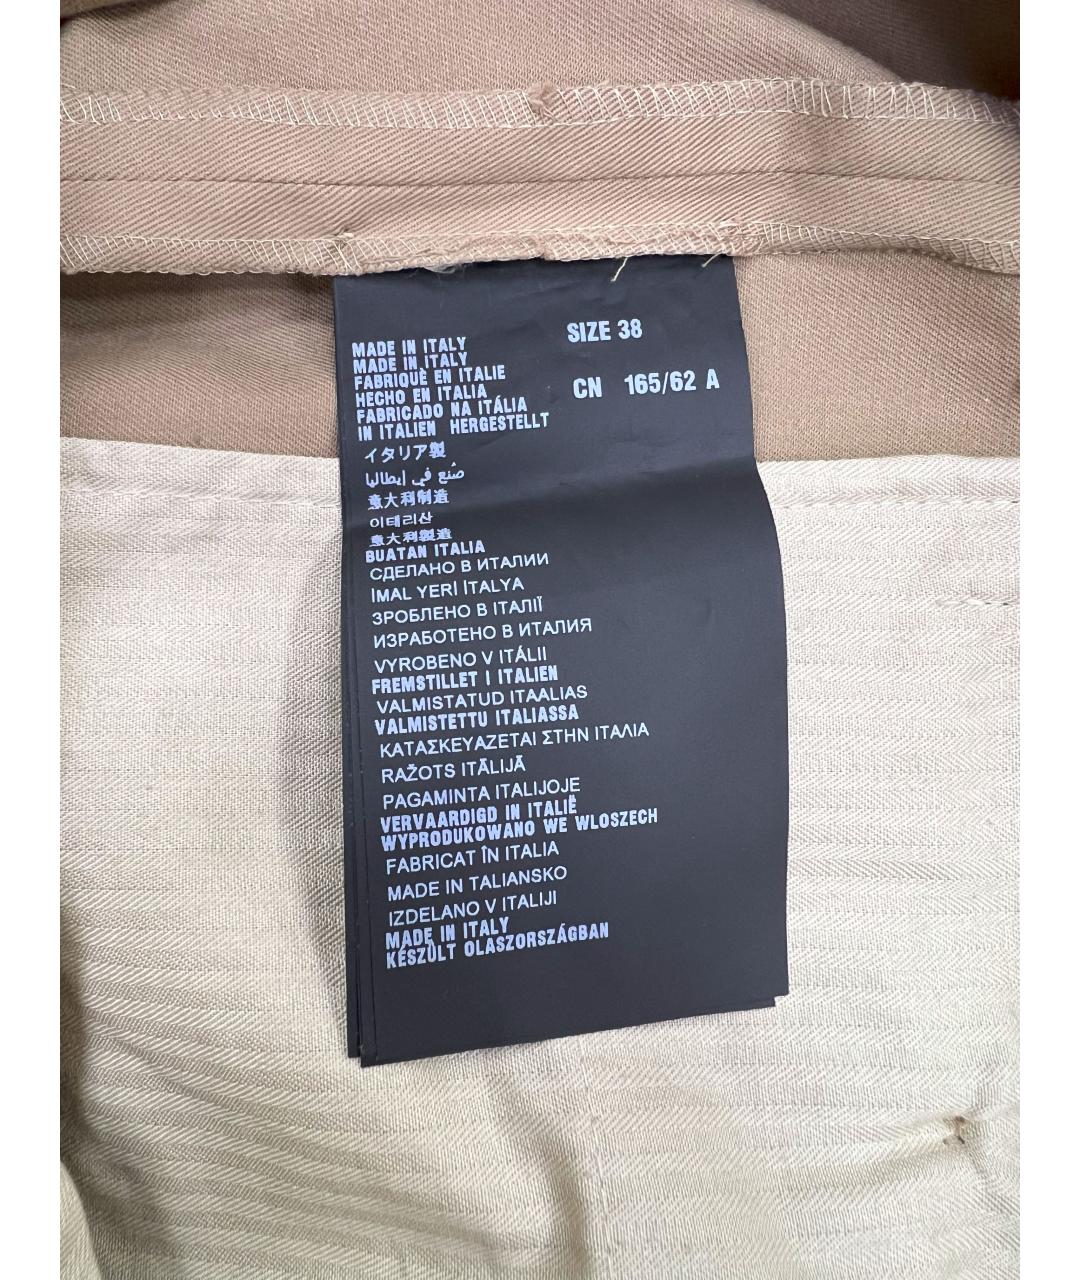 MADE IN ITALY
MADE IN ITALY
FABRIQUÈ EN ITALIE
HECHO EN ITALIA
FABRICADO NA ITÁLIA
IN ITALIEN HERGESTELLT
イタリア製
صُنع في إيطاليا
意大利制造
이태리산
意大利製造
BUATAN ITALIA
СДЕЛАНО В ИТАЛИИ
IMAL YERİ İTALYA
ЗРОБЛЕНО В ІТАЛІЇ
ИЗРАБОТЕНО В ИТАЛИЯ
VYROBENO V ITÁLII
FREMSTILLET I ITALIEN
VALMISTATUD ITAALIAS
VALMISTETTU ITALIASSA
ΚΑΤΑΣΚΕΥΑΖΕΤΑΙ ΣΤΗΝ ΙΤΑΛΙΑ
RAŽOTS ITĀLIJĀ
PAGAMINTA ITALIJOJE
VERVAARDIGD IN ITALIË
WYPRODUKOWANO WE WLOSZECH
FABRICAT ÎN ITALIA
MADE IN TALIANSKO
IZDELANO V ITALIJI
MADE IN ITALY
KÉSZÜLT OLASZORSZÁGBAN
SIZE 38
CN 165/62 A